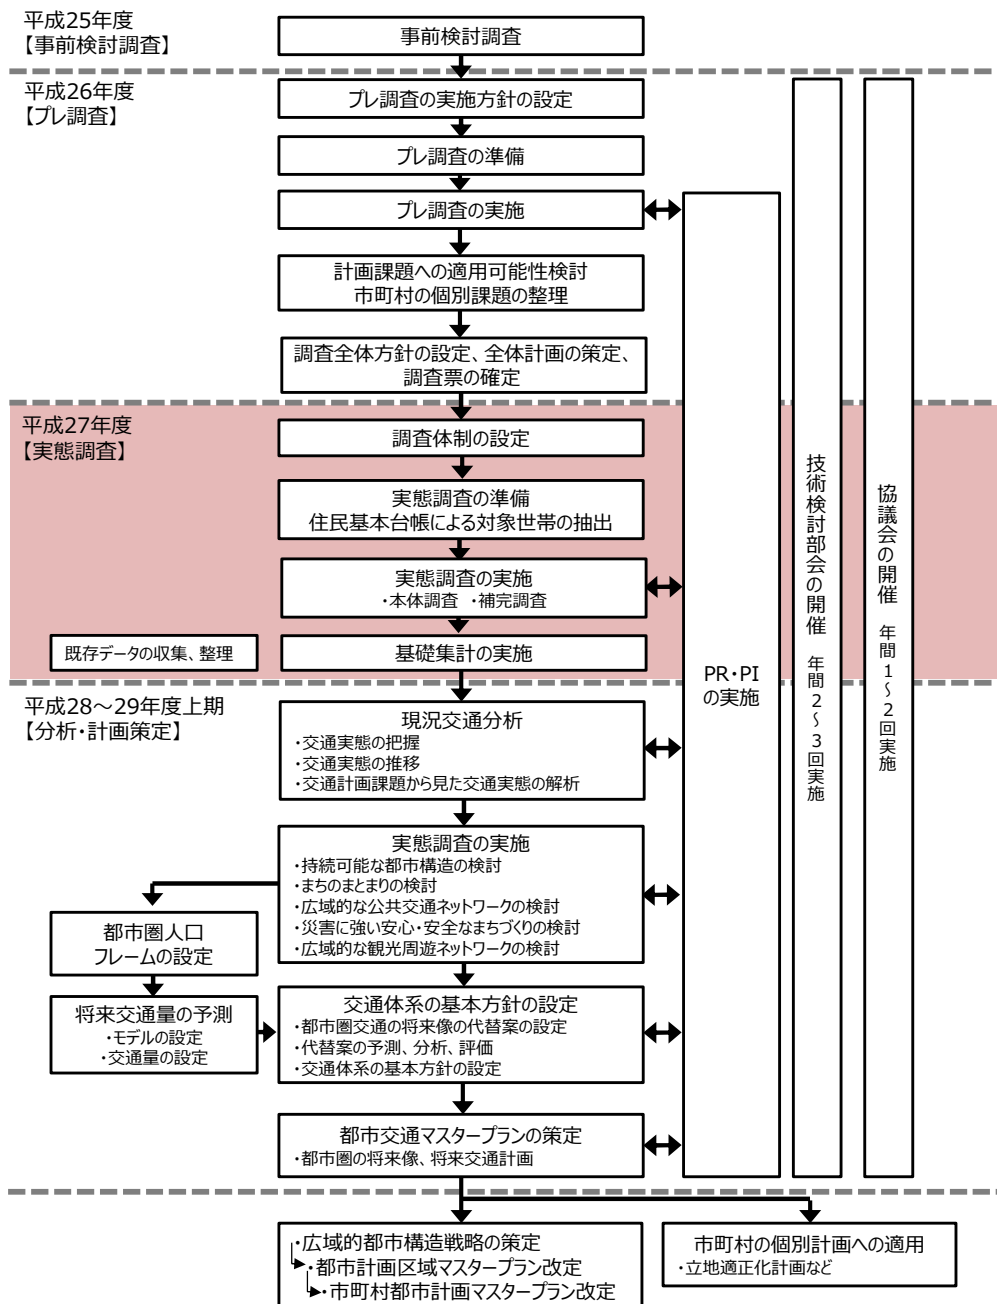 平成25年度
【事前検討調査】
事前検討調査
平成26年度
【プレ調査】
プレ調査の実施方針の設定
プレ調査の準備
プレ調査の実施
計画課題への適用可能性検討
市町村の個別課題の整理
調査全体方針の設定、全体計画の策定、
調査票の確定
平成27年度
【実態調査】
調査体制の設定
実態調査の準備
住民基本台帳による対象世帯の抽出
実態調査の実施
・本体調査 ・補完調査
既存データの収集、整理
基礎集計の実施
平成28~29年度上期
【分析・計画策定】
現況交通分析
・交通実態の把握
・交通実態の推移
・交通計画課題から見た交通実態の解析
実態調査の実施
・持続可能な都市構造の検討
・まちのまとまりの検討
・広域的な公共交通ネットワークの検討
・災害に強い安心・安全なまちづくりの検討
・広域的な観光周遊ネットワークの検討
都市圏人口
フレームの設定
将来交通量の予測
・モデルの設定
・交通量の設定
交通体系の基本方針の設定
・都市圏交通の将来像の代替案の設定
・代替案の予測、分析、評価
・交通体系の基本方針の設定
都市交通マスタープランの策定
・都市圏の将来像、将来交通計画
PR・PI
の実施
技術検討部会の開催 年間2~3回実施
協議会の開催 年間1~2回実施
・広域的都市構造戦略の策定
・都市計画区域マスタープラン改定
・市町村都市計画マスタープラン改定
市町村の個別計画への適用
・立地適正化計画など